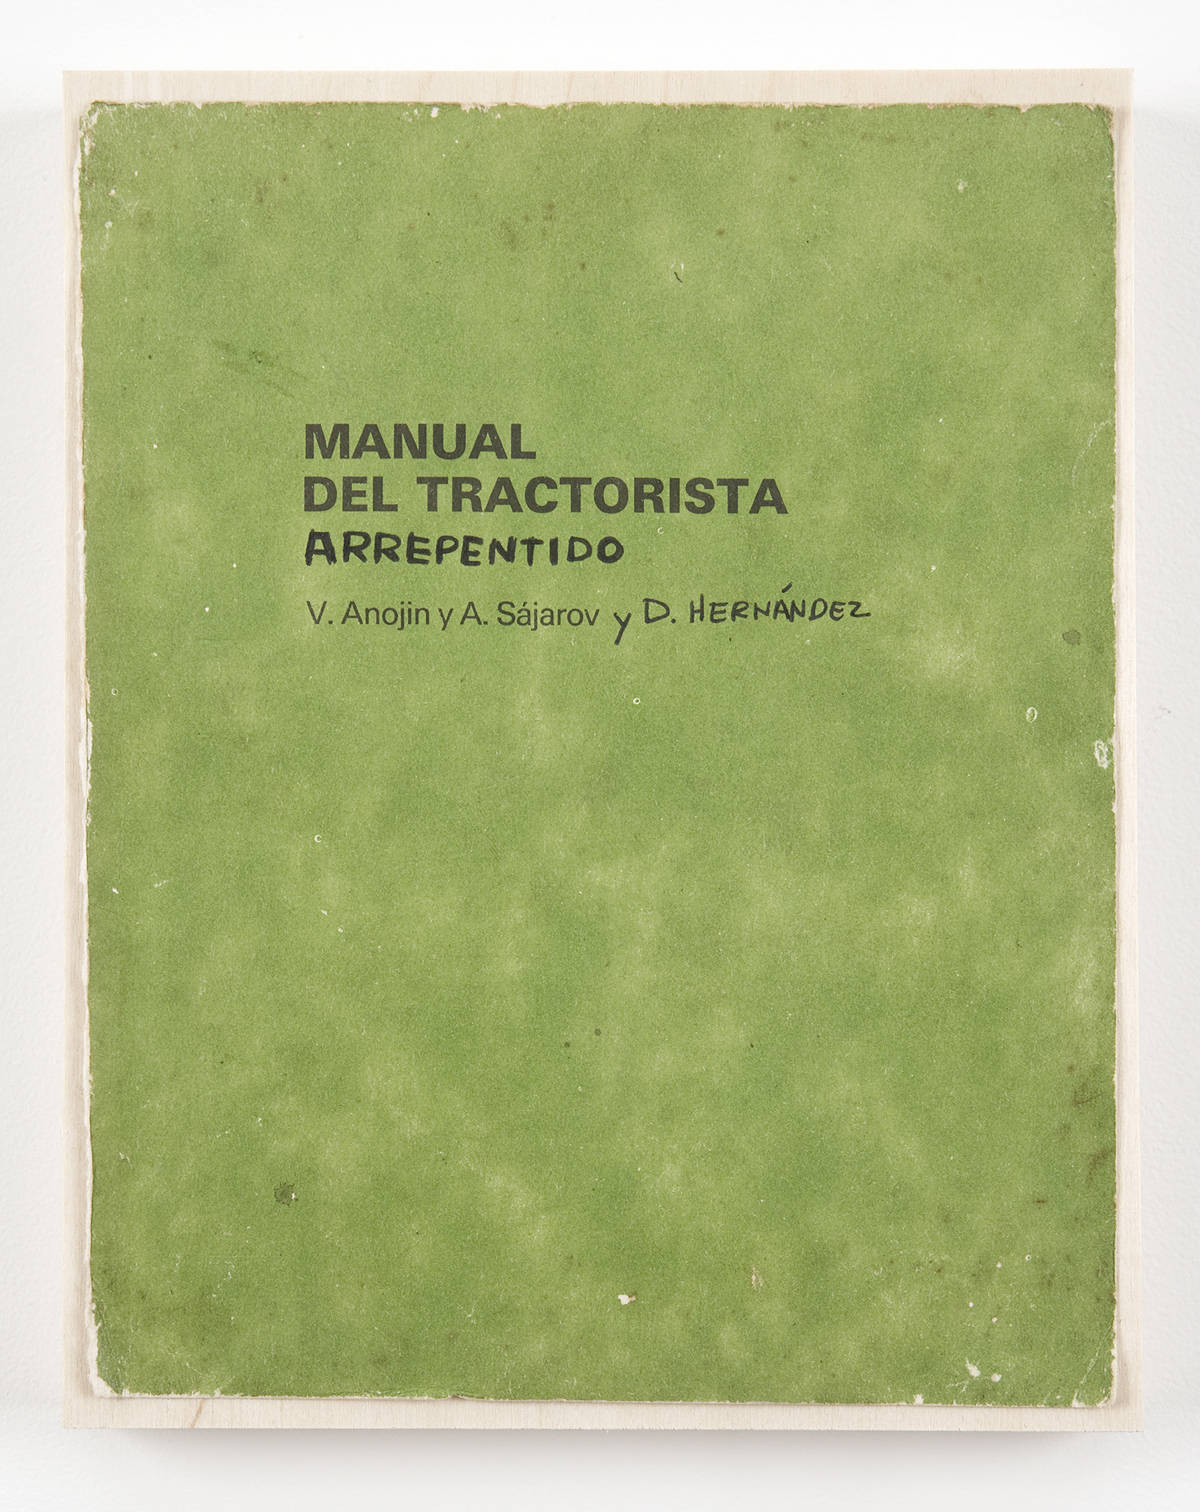 MANUAL
DEL TRACTORISTA
ARREPENTIDO
V. Anojin y A. Sájarov y D. HERNÁNDEZ